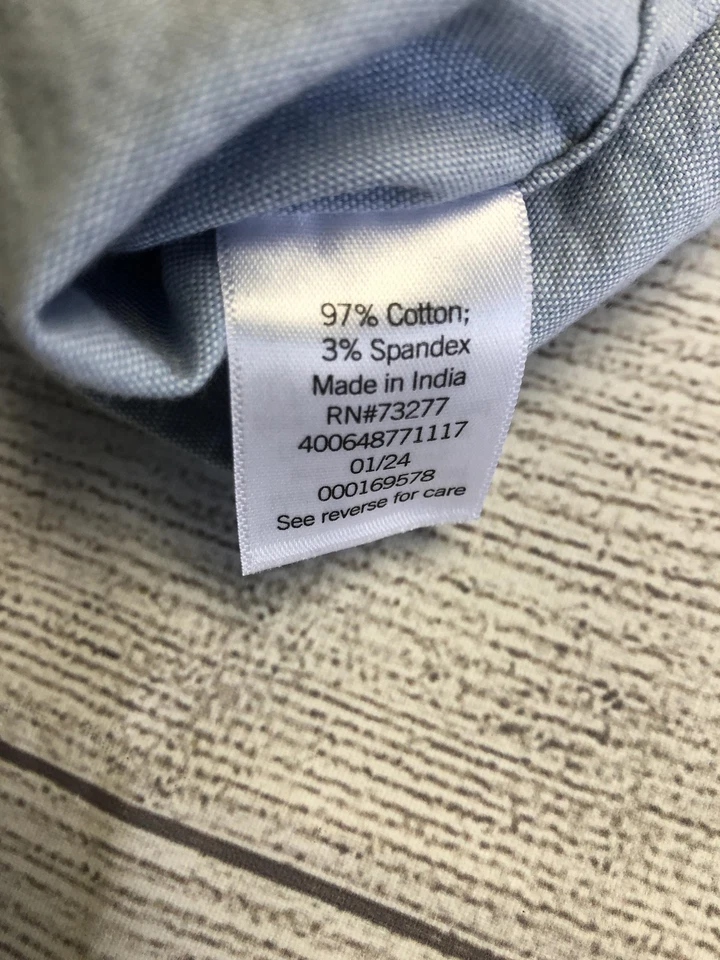 97% Cotton;
3% Spandex
Made in India
RN#73277
400648771117
01/24
000169578
See reverse for care